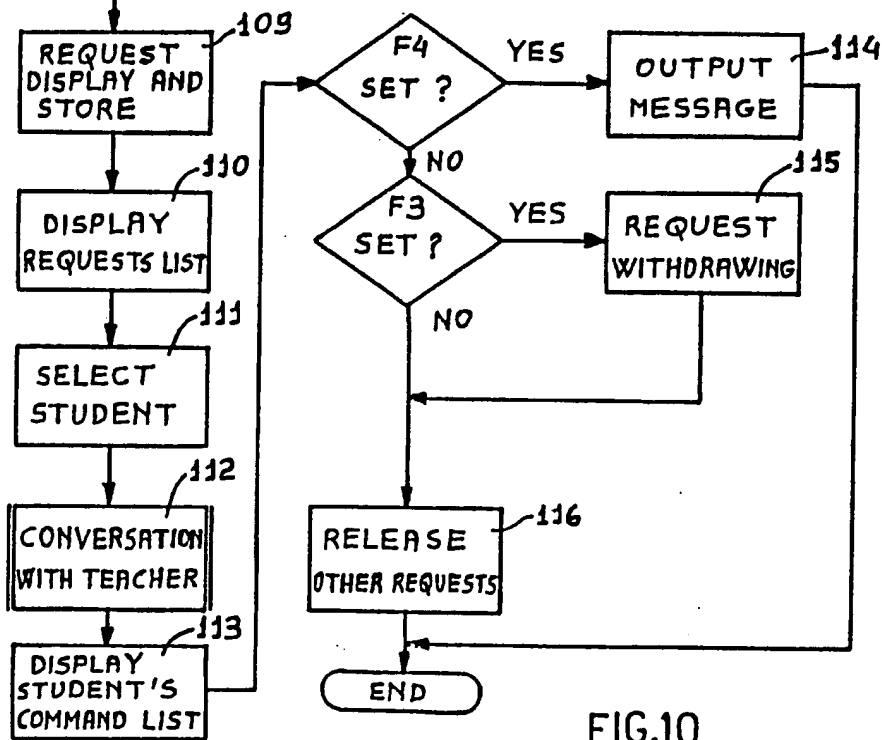 109
REQUEST
DISPLAY AND
STORE
110
DISPLAY
REQUESTS LIST
111
SELECT
STUDENT
112
CONVERSATION
WITH TEACHER
113
DISPLAY
STUDENT'S
COMMAND LIST
F4
SET ?
YES
NO
114
OUTPUT
MESSAGE
F3
SET ?
YES
NO
115
REQUEST
WITHDRAWING
116
RELEASE
OTHER REQUESTS
END
FIG.10